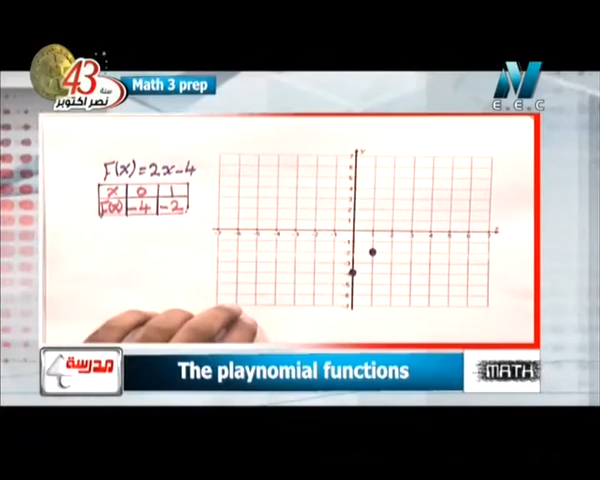 43
سنة
نصر اكتوبر
Math 3 prep
E.E.C
F(x)=2x-4
x 0 1
F(x) -4 -2
مدرسة
The playnomial functions
MATH